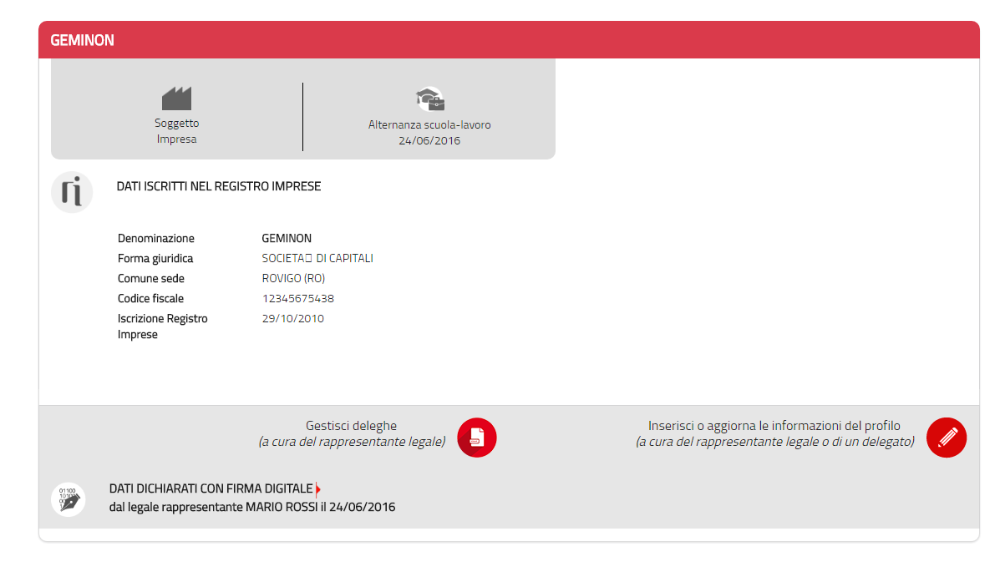 GEMINON
Soggetto
Impresa
Alternanza scuola-lavoro
24/06/2016
ri
DATI ISCRITTI NEL REGISTRO IMPRESE
Denominazione GEMINON
Forma giuridica SOCIETA□ DI CAPITALI
Comune sede ROVIGO (RO)
Codice fiscale 12345675438
Iscrizione Registro Imprese 29/10/2010
Gestisci deleghe
(a cura del rappresentante legale)
Inserisci o aggiorna le informazioni del profilo
(a cura del rappresentante legale o di un delegato)
01100
DATI DICHIARATI CON FIRMA DIGITALE
dal legale rappresentante MARIO ROSSI il 24/06/2016